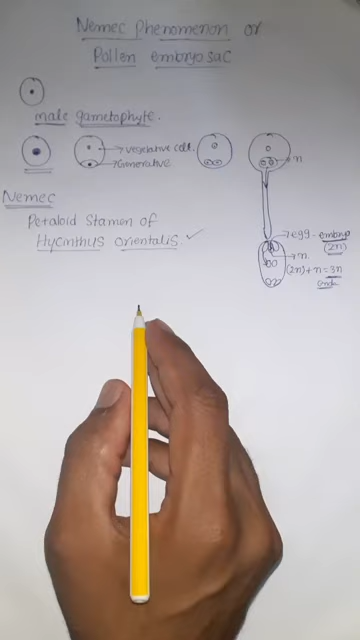 Nemec Phenomenon or
Pollen embryosac
male gametophyte.
vegetative cell.
Generative
n
Nemec
Petaloid Stamen of
Hycinthus orientalis. ✓
egg - embryo
(2n)
n.
(2n) + n = 3n